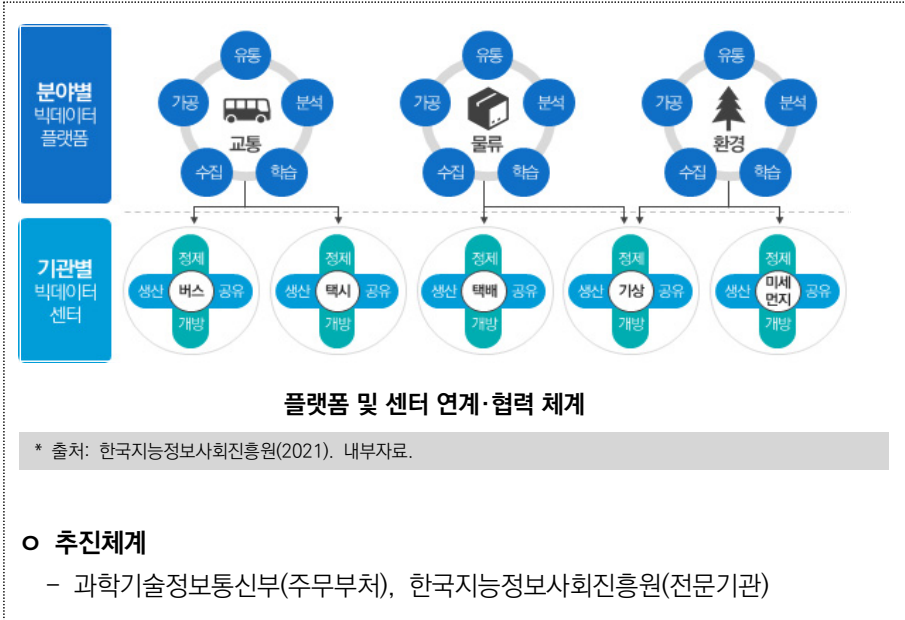 분야별
빅데이터
플랫폼
유통
가공
분석
교통
수집
학습
유통
가공
분석
물류
수집
학습
유통
가공
분석
환경
수집
학습
기관별
빅데이터
센터
정제
생산 버스 공유
개방
정제
생산 택시 공유
개방
정제
생산 택배 공유
개방
정제
생산 기상 공유
개방
정제
생산 미세 공유
먼지
개방
플랫폼 및 센터 연계·협력 체계
* 출처: 한국지능정보사회진흥원(2021). 내부자료.
ㅇ 추진체계
- 과학기술정보통신부(주무부처), 한국지능정보사회진흥원(전문기관)